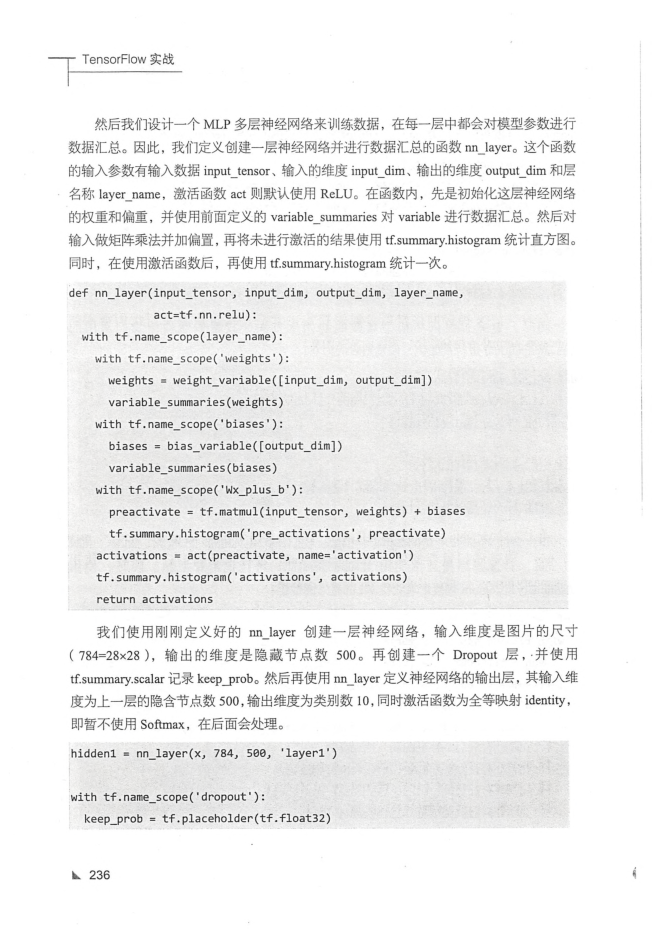 TensorFlow 实战
然后我们设计一个 MLP 多层神经网络来训练数据，在每一层中都会对模型参数进行
数据汇总。因此，我们定义创建一层神经网络并进行数据汇总的函数 nn_layer。这个函数
的输入参数有输入数据 input_tensor、输入的维度 input_dim、输出的维度 output_dim 和层
名称 layer_name，激活函数 act 则默认使用 ReLU。在函数内，先是初始化这层神经网络
的权重和偏重，并使用前面定义的 variable_summaries 对 variable 进行数据汇总。然后对
输入做矩阵乘法并加偏置，再将未进行激活的结果使用 tf.summary.histogram 统计直方图。
同时，在使用激活函数后，再使用 tf.summary.histogram 统计一次。
def nn_layer(input_tensor, input_dim, output_dim, layer_name,
act=tf.nn.relu):
with tf.name_scope(layer_name):
with tf.name_scope('weights'):
weights = weight_variable([input_dim, output_dim])
variable_summaries(weights)
with tf.name_scope('biases'):
biases = bias_variable([output_dim])
variable_summaries(biases)
with tf.name_scope('Wx_plus_b'):
preactivate = tf.matmul(input_tensor, weights) + biases
tf.summary.histogram('pre_activations', preactivate)
activations = act(preactivate, name='activation')
tf.summary.histogram('activations', activations)
return activations
我们使用刚刚定义好的 nn_layer 创建一层神经网络，输入维度是图片的尺寸
（784=28×28），输出的维度是隐藏节点数 500。再创建一个 Dropout 层，并使用
tf.summary.scalar 记录 keep_prob。然后再使用 nn_layer 定义神经网络的输出层，其输入维
度为上一层的隐含节点数 500，输出维度为类别数 10，同时激活函数为全等映射 identity，
即暂不使用 Softmax，在后面会处理。
hidden1 = nn_layer(x, 784, 500, 'layer1')
with tf.name_scope('dropout'):
keep_prob = tf.placeholder(tf.float32)
236